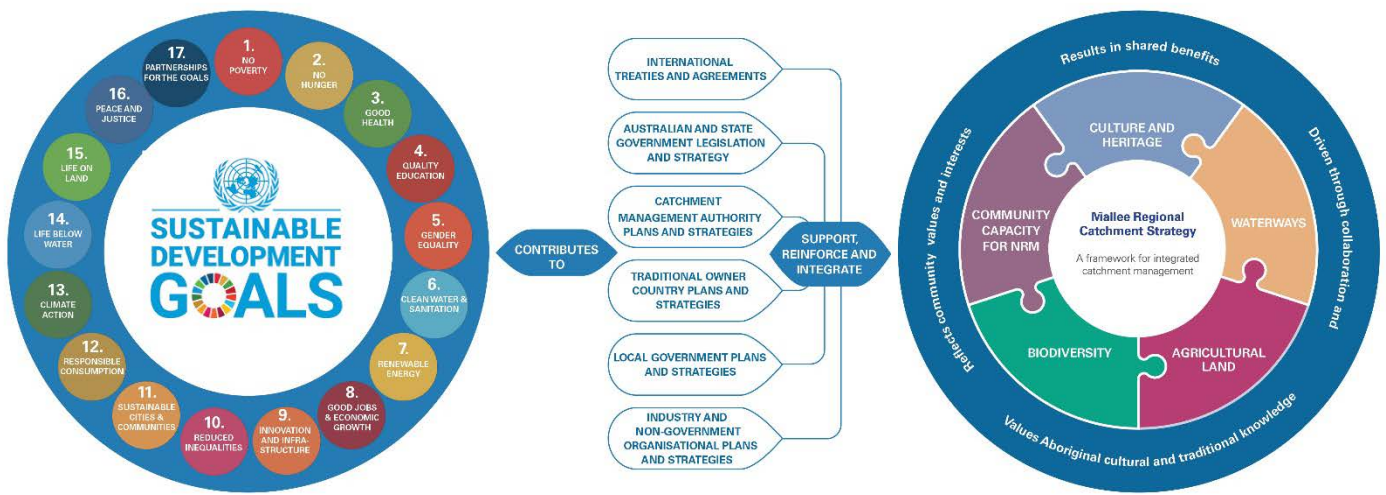 1.
NO
POVERTY
2.
NO
HUNGER
3.
GOOD
HEALTH
4.
QUALITY
EDUCATION
5.
GENDER
EQUALITY
6.
CLEAN WATER &
SANITATION
7.
RENEWABLE
ENERGY
8.
GOOD JOBS
& ECONOMIC
GROWTH
9.
INNOVATION
AND INFRA-
STRUCTURE
10.
REDUCED
INEQUALITIES
11.
SUSTAINABLE
CITIES &
COMMUNITIES
12.
RESPONSIBLE
CONSUMPTION
13.
CLIMATE
ACTION
14.
LIFE BELOW
WATER
15.
LIFE ON
LAND
16.
PEACE AND
JUSTICE
17.
PARTNERSHIPS
FOR THE GOALS
SUSTAINABLE
DEVELOPMENT
GOALS
CONTRIBUTES
TO
INTERNATIONAL
TREATIES AND AGREEMENTS
AUSTRALIAN AND STATE
GOVERNMENT LEGISLATION
AND STRATEGY
CATCHMENT
MANAGEMENT AUTHORITY
PLANS AND STRATEGIES
TRADITIONAL OWNER
COUNTRY PLANS AND
STRATEGIES
LOCAL GOVERNMENT PLANS
AND STRATEGIES
INDUSTRY AND
NON-GOVERNMENT
ORGANISATIONAL PLANS
AND STRATEGIES
SUPPORT,
REINFORCE AND
INTEGRATE
Results in shared benefits
Driven through collaboration and
Values Aboriginal cultural and traditional knowledge
Reflects community values and interests
CULTURE AND
HERITAGE
WATERWAYS
AGRICULTURAL
LAND
BIODIVERSITY
COMMUNITY
CAPACITY
FOR NRM
Mallee Regional
Catchment Strategy
A framework for integrated
catchment management